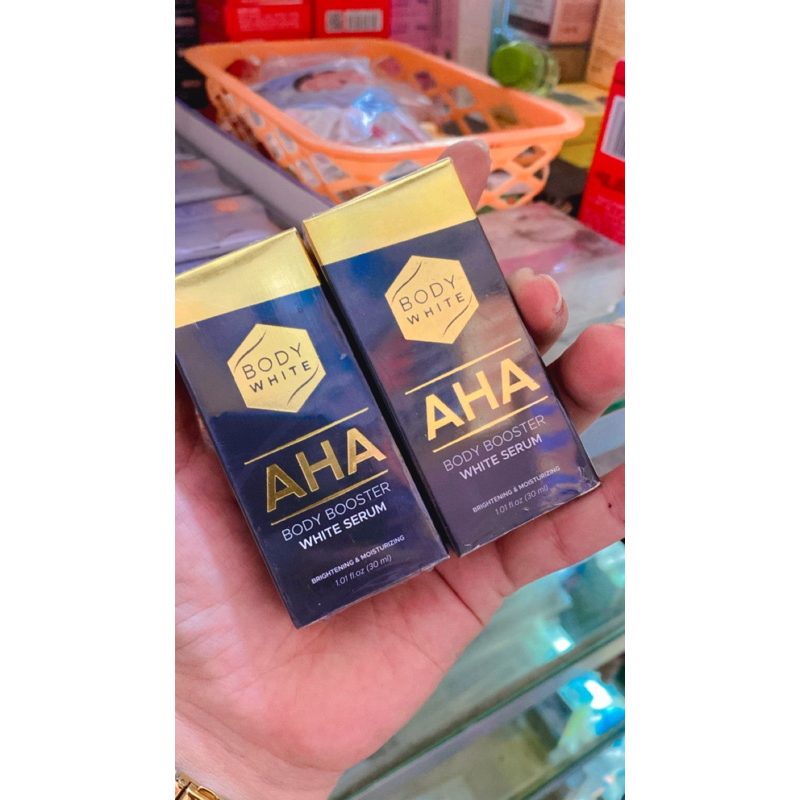 BODY
WHITE
AHA
BODY BOOSTER
WHITE SERUM
BRIGHTENING & MOISTURIZING
1.01 fl.oz (30 ml)
BODY
WHITE
AHA
BODY BOOSTER
WHITE SERUM
BRIGHTENING & MOISTURIZING
1.01 fl.oz (30 ml)